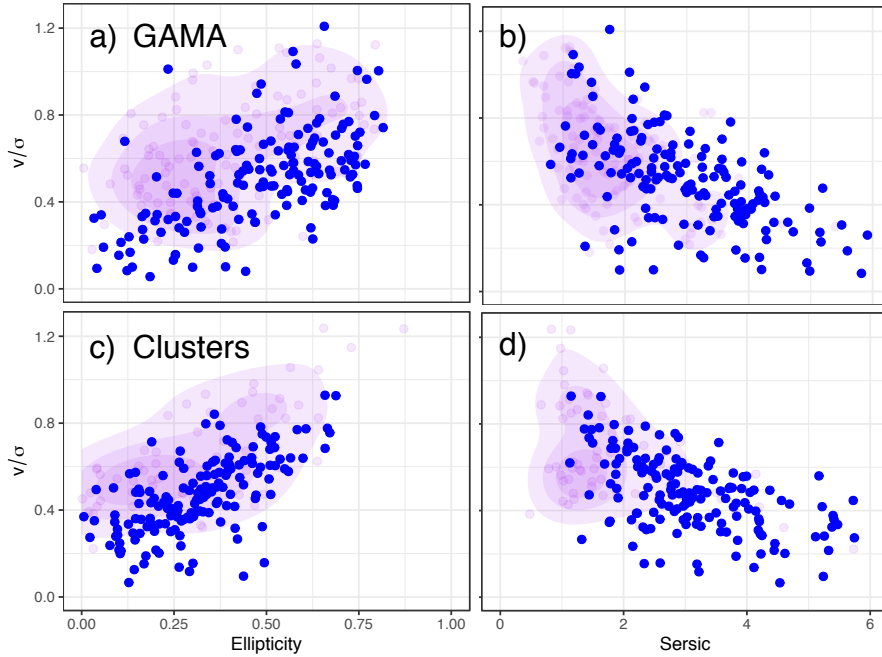 a) GAMA
b)
1.2
0.8
0.4
0.0
v/σ
c) Clusters
d)
1.2
0.8
0.4
0.0
v/σ
0.00 0.25 0.50 0.75 1.00
0 2 4 6
Ellipticity
Sersic